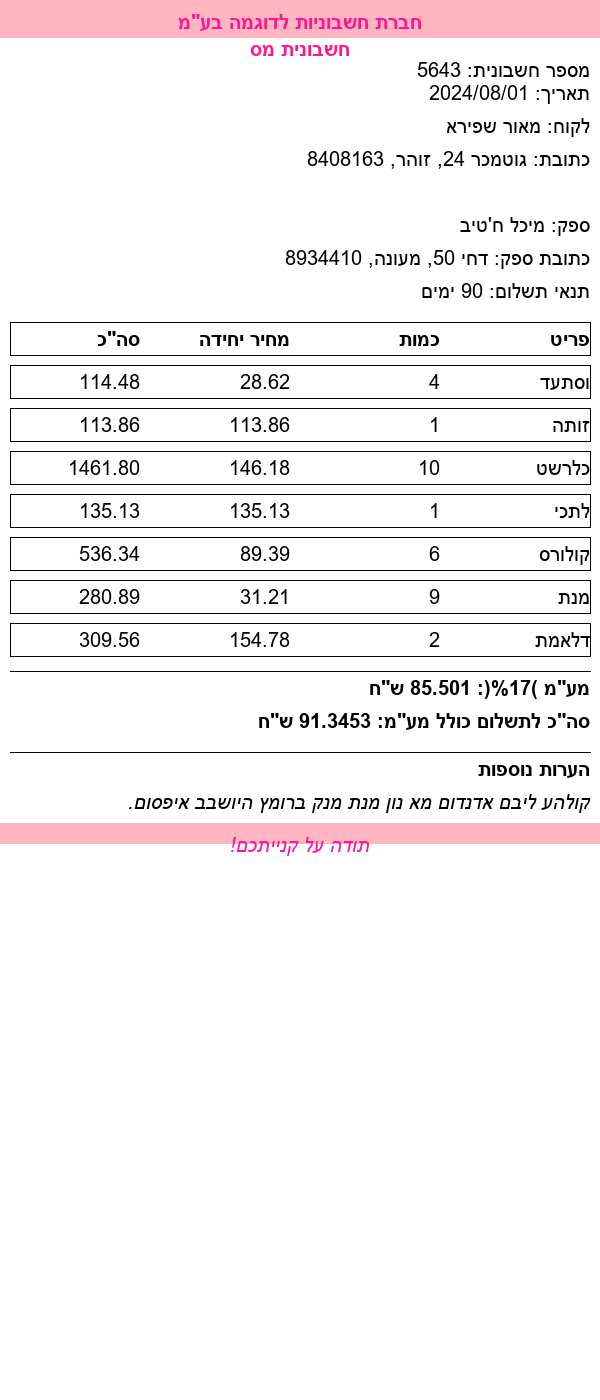 חברת חשבוניות לדוגמה בע"מ
חשבונית מס
מספר חשבונית: 5643
תאריך: 2024/08/01
לקוח: מאור שפירא
כתובת: גוטמכר 24, זוהר, 8408163
ספק: מיכל ח'טיב
כתובת ספק: דחי 50, מעונה, 8934410
תנאי תשלום: 90 ימים
פריט כמות מחיר יחידה סה"כ
וסתעד 4 28.62 114.48
זותה 1 113.86 113.86
כלרשט 10 146.18 1461.80
לתכי 1 135.13 135.13
קולורס 6 89.39 536.34
מנת 9 31.21 280.89
דלאמת 2 154.78 309.56
מע"מ )17%(: 85.501 ש"ח
סה"כ לתשלום כולל מע"מ: 91.3453 ש"ח
הערות נוספות
קולהע ליבם אדנדום מא נון מנת מנק ברומץ היושבב איפסום.
תודה על קנייתכם!